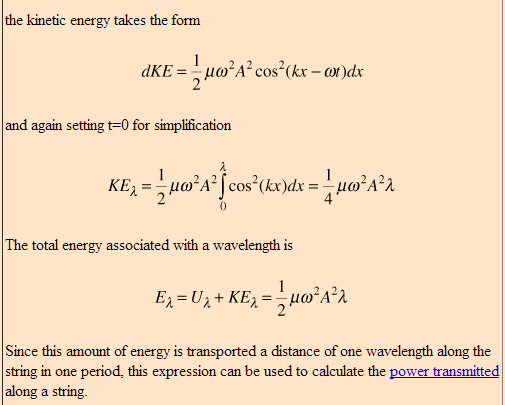 the kinetic energy takes the form
dKE = 1/2 μω²A² cos²(kx − ωt)dx
and again setting t=0 for simplification
KE_λ = 1/2 μω²A² ∫₀^λ cos²(kx)dx = 1/4 μω²A²λ
The total energy associated with a wavelength is
E_λ = U_λ + KE_λ = 1/2 μω²A²λ
Since this amount of energy is transported a distance of one wavelength along the
string in one period, this expression can be used to calculate the power transmitted
along a string.